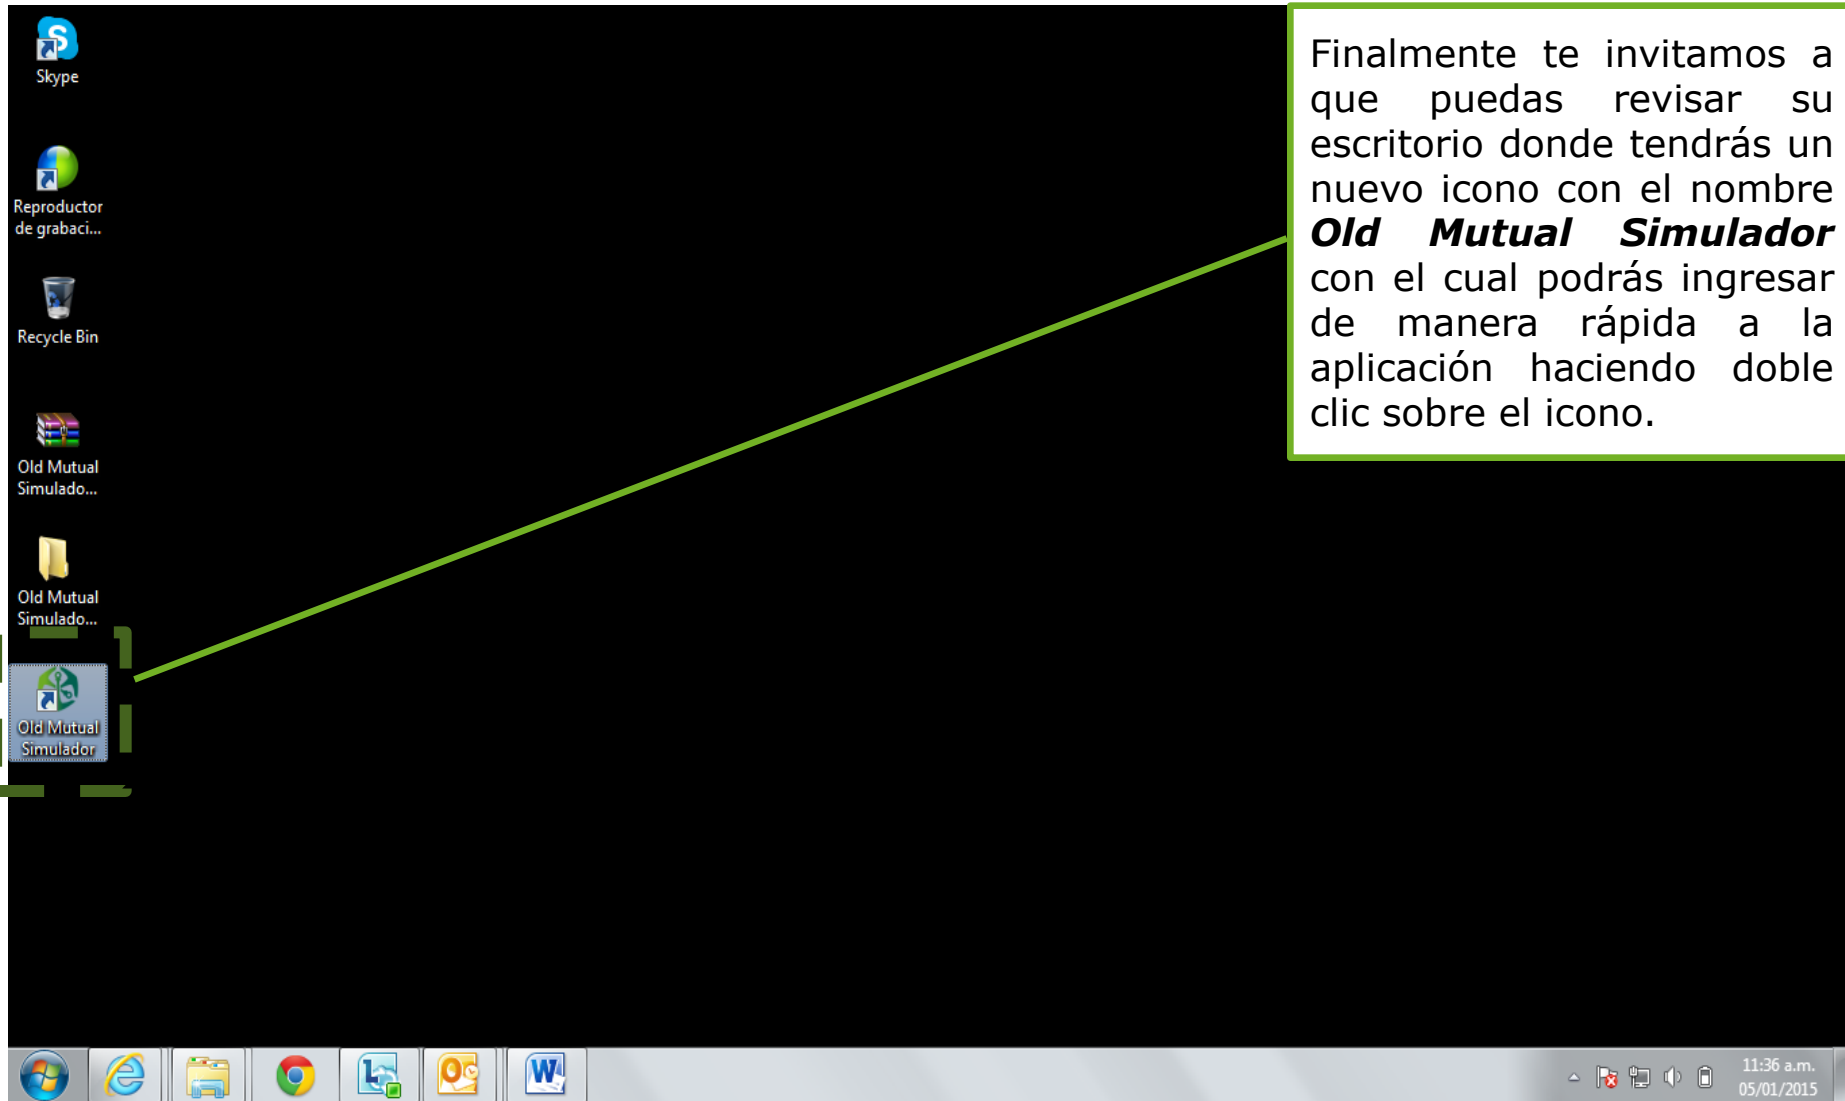 Skype
Reproductor
de grabaci...
Recycle Bin
Old Mutual
Simulado...
Old Mutual
Simulado...
Old Mutual
Simulador
Finalmente te invitamos a
que puedas revisar su
escritorio donde tendrás un
nuevo icono con el nombre
Old Mutual Simulador
con el cual podrás ingresar
de manera rápida a la
aplicación haciendo doble
clic sobre el icono.
11:36 a.m.
05/01/2015